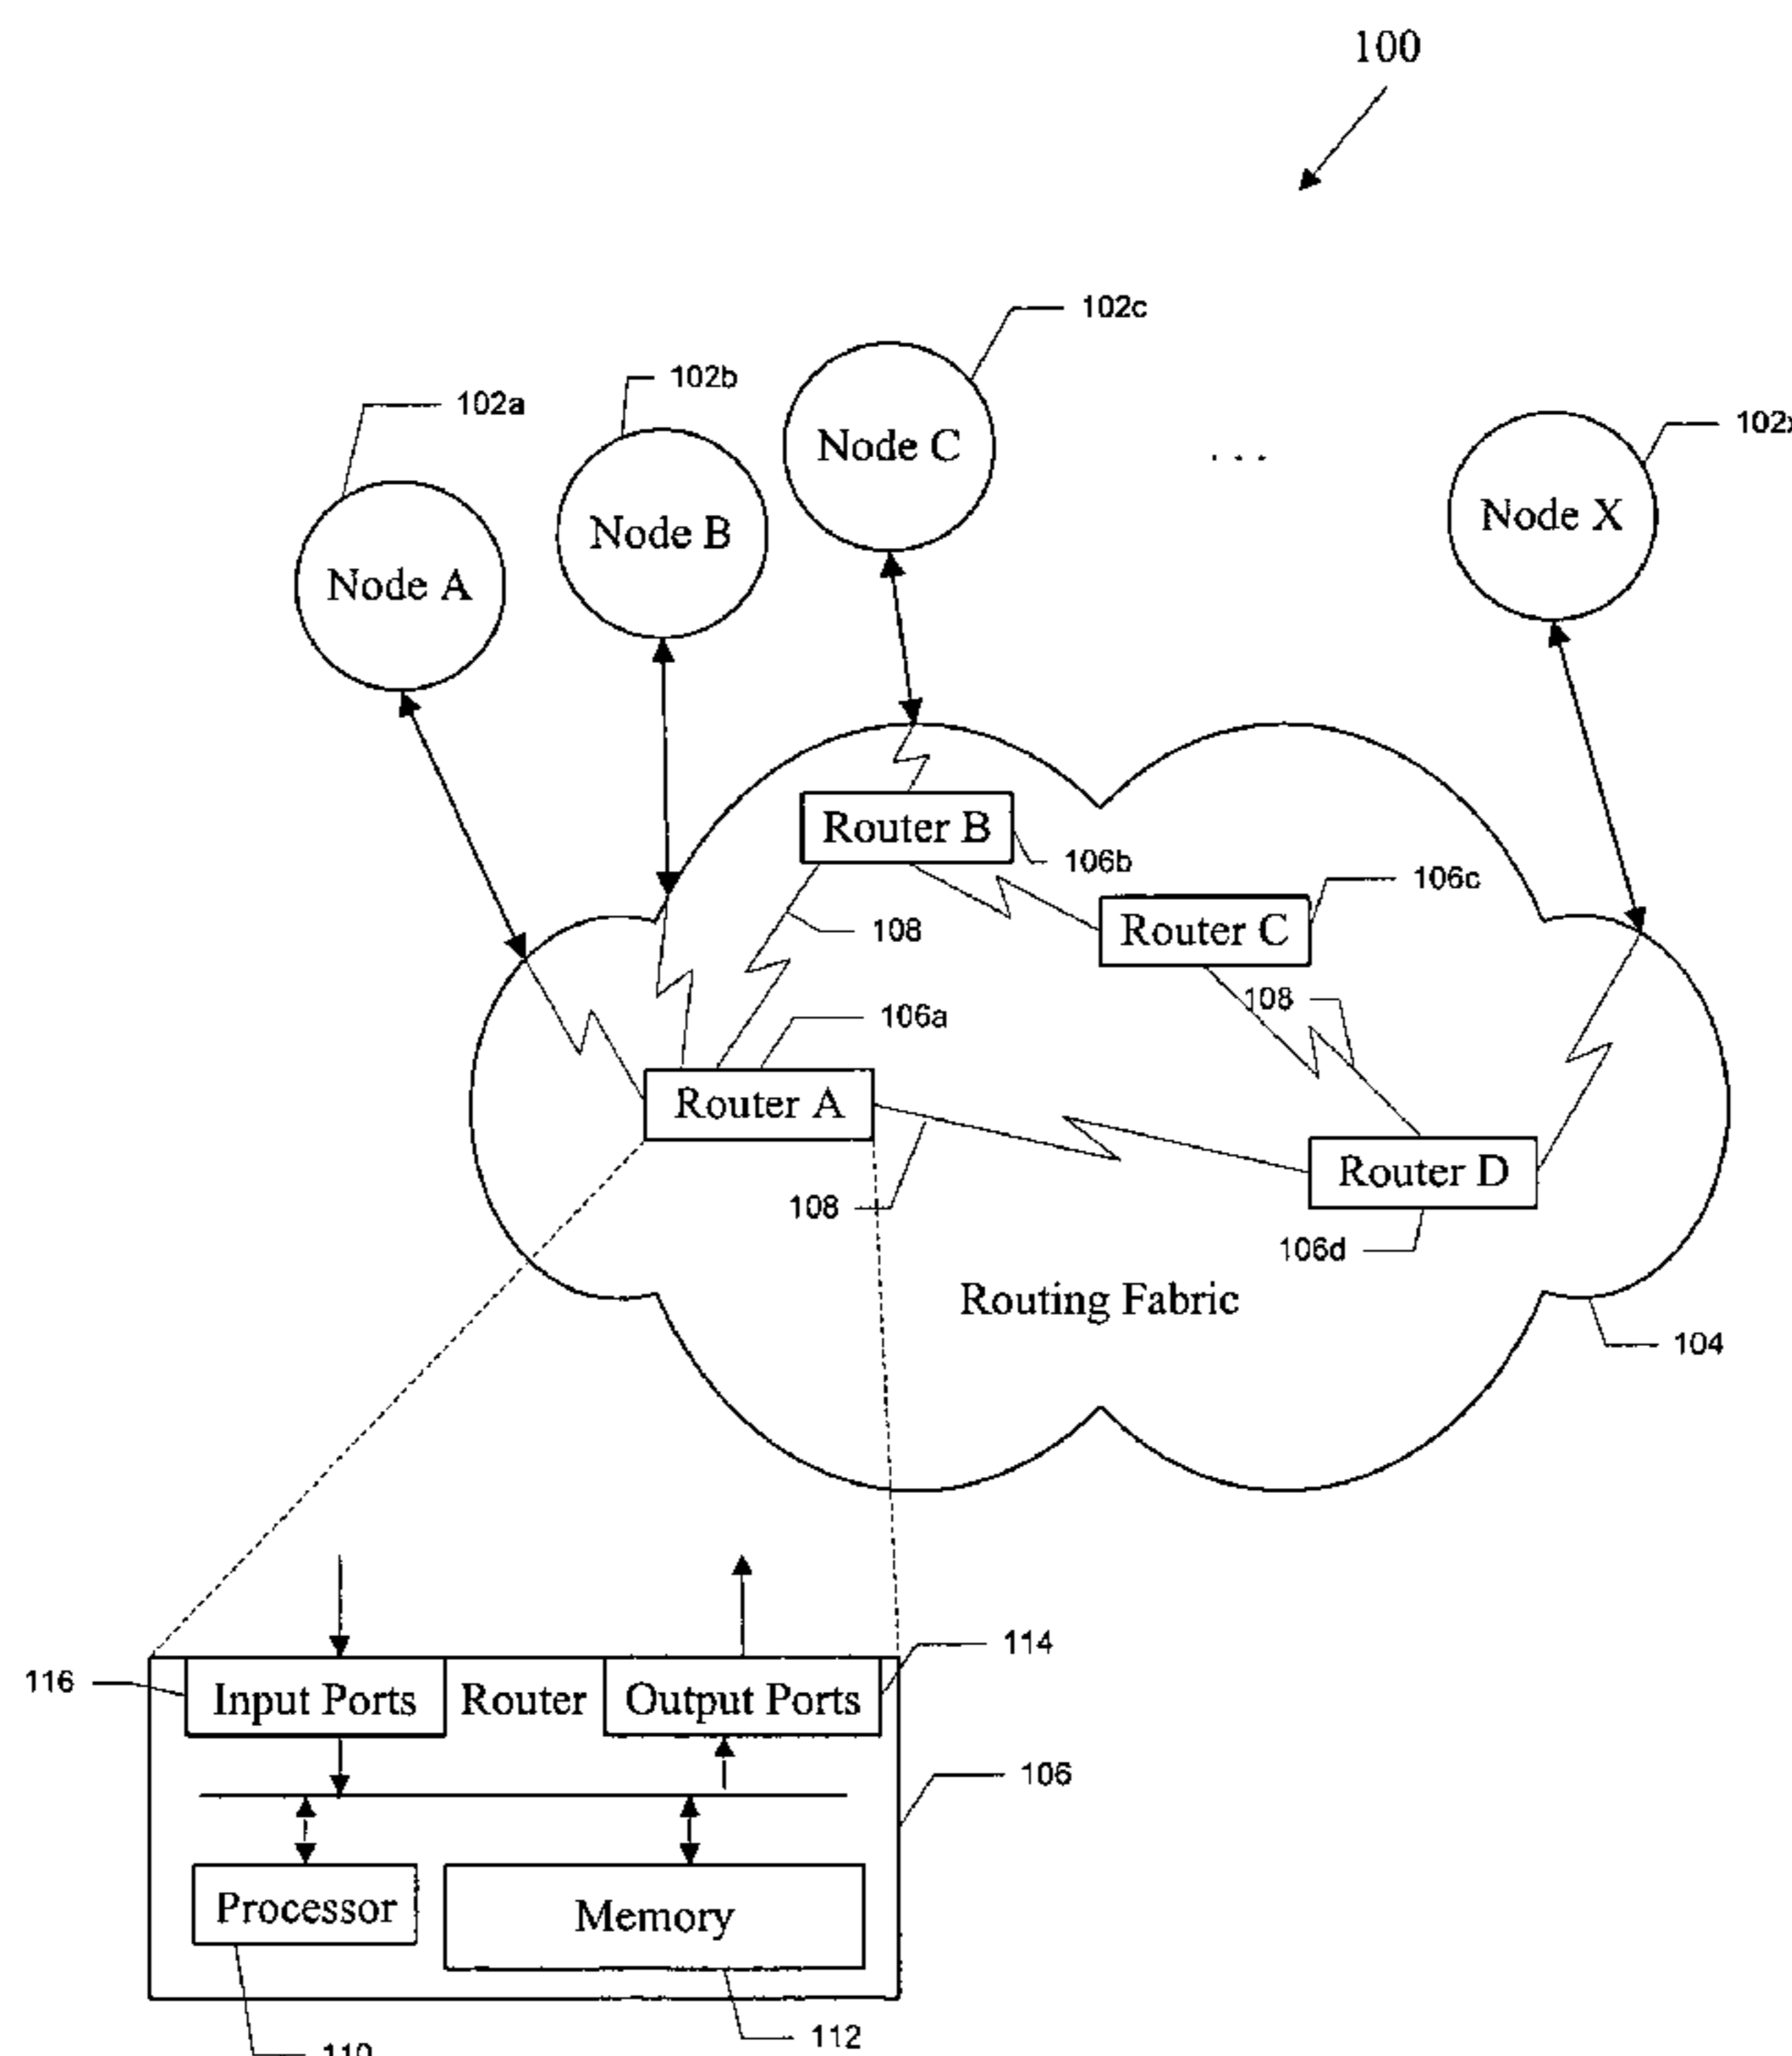 100
102c
102b
102a
Node C
. . .
Node X
Node B
Node A
Router B
106b
106c
108
Router C
108
106a
Router A
Router D
108
106d
Routing Fabric
104
114
116
Input Ports
Router
Output Ports
106
Processor
Memory
112